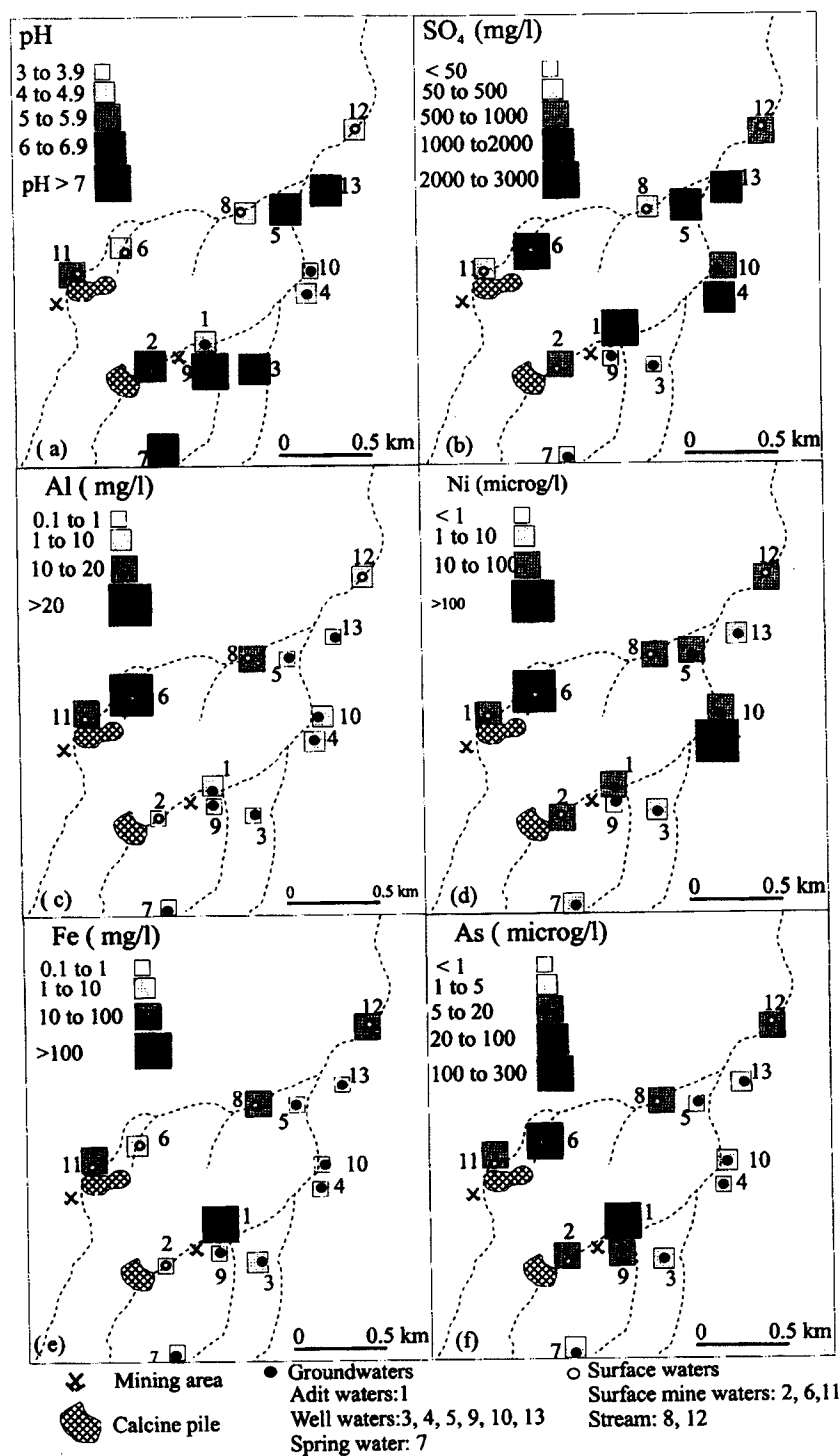 pH
3 to 3.9
4 to 4.9
5 to 5.9
6 to 6.9
pH > 7
12
13
8
5
6
11
10
4
1
2
9
3
7
( a)
0 0.5 km
SO4 (mg/l)
< 50
50 to 500
500 to 1000
1000 to2000
2000 to 3000
12
13
8
5
6
11
10
4
1
2
9
3
7
(b)
0 0.5 km
Al ( mg/l)
0.1 to 1
1 to 10
10 to 20
>20
12
13
8
5
6
11
10
4
1
2
9
3
7
( c)
0 0.5 km
Ni (microg/l)
< 1
1 to 10
10 to 100
>100
12
13
8
5
6
1
10
1
2
9
3
7
(d)
0 0.5 km
Fe ( mg/l)
0.1 to 1
1 to 10
10 to 100
>100
12
13
8
5
6
11
10
4
1
2
9
3
7
( e)
0 0.5 km
As (microg/l)
< 1
1 to 5
5 to 20
20 to 100
100 to 300
12
13
8
5
6
11
10
4
1
2
9
3
7
(f)
0 0.5 km
Mining area
Calcine pile
Groundwaters
Adit waters:1
Well waters:3, 4, 5, 9, 10, 13
Spring water: 7
Surface waters
Surface mine waters: 2, 6,11
Stream: 8, 12